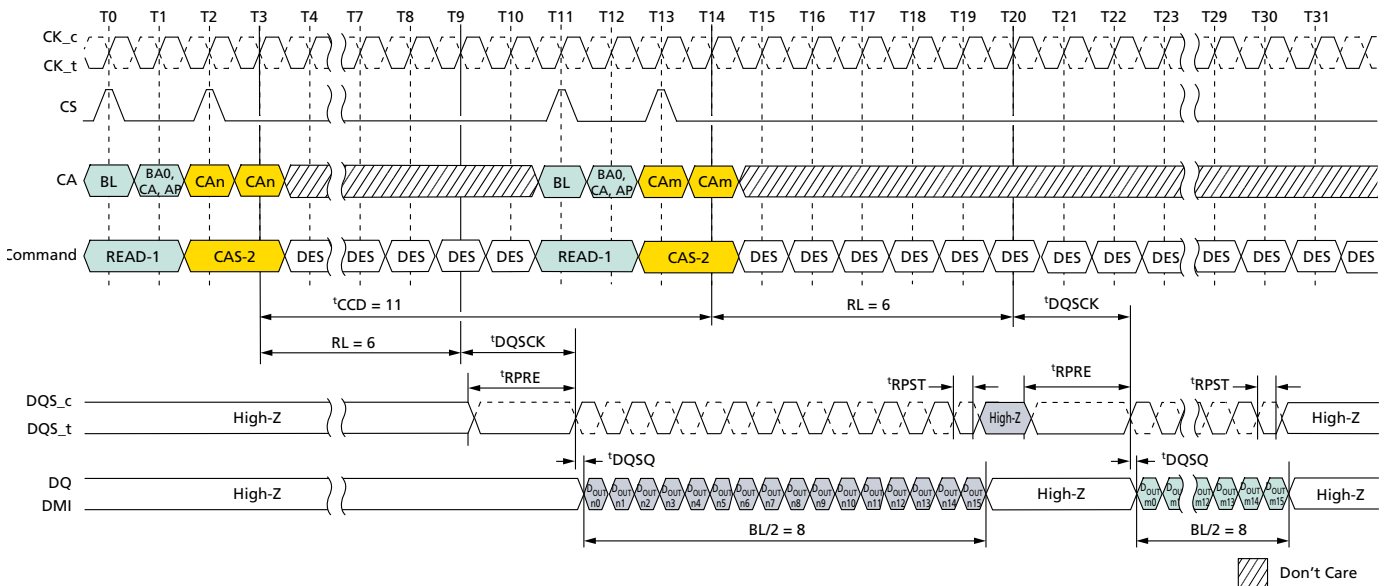 T0 T1 T2 T3 T4 T7 T8 T9 T10 T11 T12 T13 T14 T15 T16 T17 T18 T19 T20 T21 T22 T23 T29 T30 T31
CK_c
CK_t
CS
CA BL BA0, CA, AP CAn CAn BL BA0, CA, AP CAm CAm
Command READ-1 CAS-2 DES DES DES DES DES READ-1 CAS-2 DES DES DES DES DES DES DES DES DES DES DES DES
tCCD = 11 RL = 6 tDQSCK
RL = 6 tDQSCK
tRPRE tRPST tRPRE tRPST
DQS_c
DQS_t High-Z High-Z High-Z
tDQSQ tDQSQ
DQ
DMI High-Z DOUT n0 DOUT n1 DOUT n2 DOUT n3 DOUT n4 DOUT n5 DOUT n6 DOUT n7 DOUT n8 DOUT n9 DOUT n10 DOUT n11 DOUT n12 DOUT n13 DOUT n14 DOUT n15 High-Z DOUT m0 DOUT m12 DOUT m13 DOUT m14 DOUT m15 High-Z
BL/2 = 8 BL/2 = 8
Don't Care